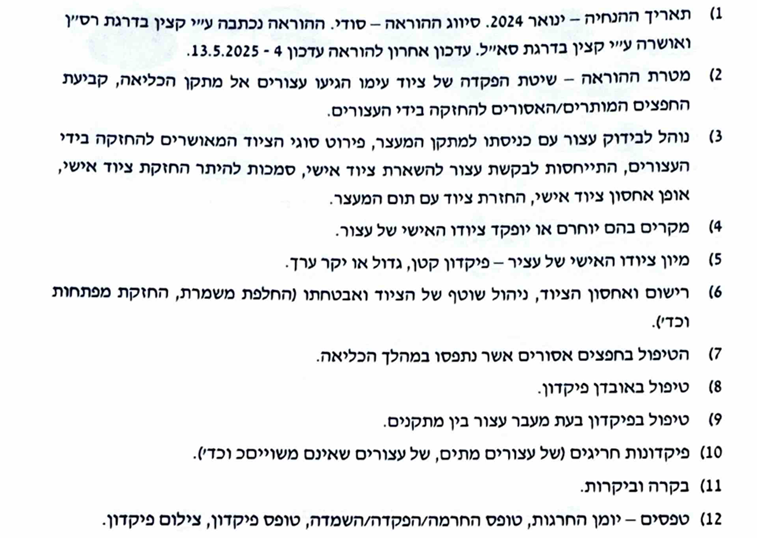 1) תאריך ההנחיה – ינואר 2024. סיווג ההוראה – סודי. ההוראה נכתבה ע״י קצין בדרגת רס״ן
ואושרה ע״י קצין בדרגת סא״ל. עדכון אחרון להוראה עדכון 4 - 13.5.2025.
2) מטרת ההוראה – שיטת הפקדה של ציוד עימו הגיעו עצורים אל מתקן הכליאה, קביעת
החפצים המותרים/האסורים להחזקה בידי העצורים.
3) נוהל לבידוק עצור עם כניסתו למתקן המעצר, פירוט סוגי הציוד המאושרים להחזקה בידי
העצורים, התייחסות לבקשת עצור להשארת ציוד אישי, סמכות להיתר החזקת ציוד אישי,
אופן אחסון ציוד אישי, החזרת ציוד עם תום המעצר.
4) מקרים בהם יוחרם או יופקד ציודו האישי של עצור.
5) מיון ציודו האישי של עציר – פיקדון קטן, גדול או יקר ערך.
6) רישום ואחסון הציוד, ניהול שוטף של הציוד ואבטחתו (החלפת משמרת, החזקת מפתחות
וכד׳).
7) הטיפול בחפצים אסורים אשר נתפסו במהלך הכליאה.
8) טיפול באובדן פיקדון.
9) טיפול בפיקדון בעת מעבר עצור בין מתקנים.
10) פיקדונות חריגים (של עצורים מתים, של עצורים שאינם משוייםכ וכד׳).
11) בקרה וביקרות.
12) טפסים – יומן החרגות, טופס החרמה/הפקדה/השמדה, טופס פיקדון, צילום פיקדון.